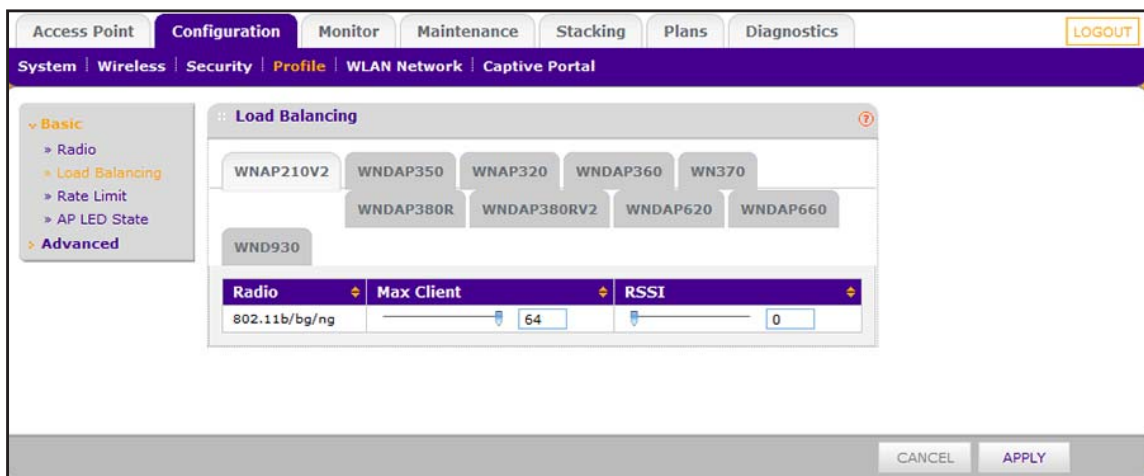 Access Point Configuration Monitor Maintenance Stacking Plans Diagnostics LOGOUT
System Wireless Security Profile WLAN Network Captive Portal
Basic
» Radio
» Load Balancing
» Rate Limit
» AP LED State
Advanced
Load Balancing ?
WNAP210V2 WNDAP350 WNAP320 WNDAP360 WN370
WNDAP380R WNDAP380RV2 WNDAP620 WNDAP660
WND930
Radio Max Client RSSI
802.11b/bg/ng 64 0
CANCEL APPLY